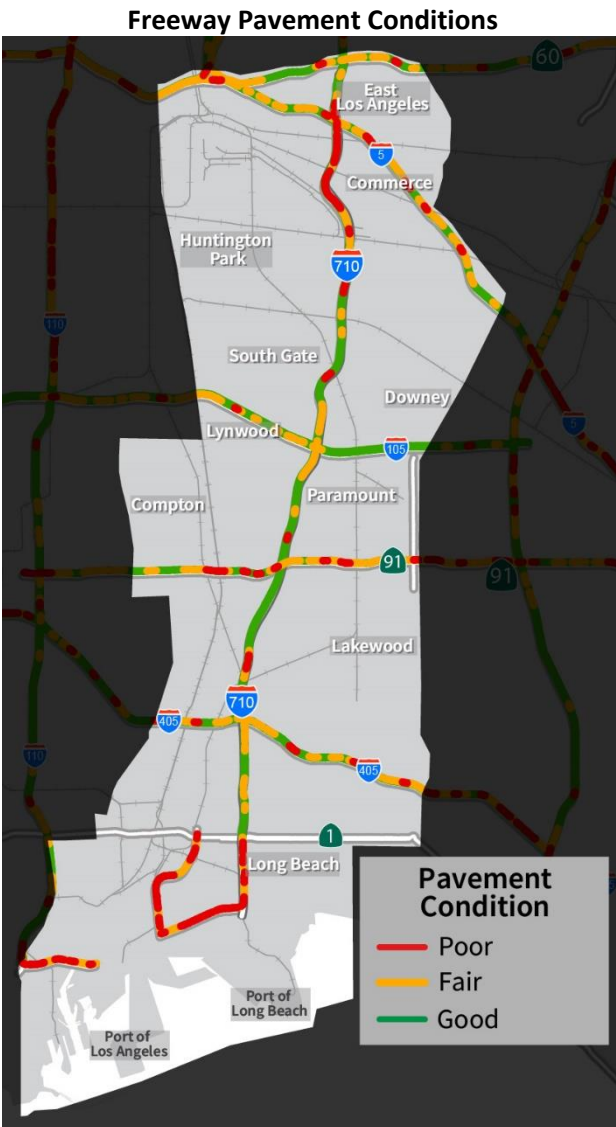 Freeway Pavement Conditions
60
East
Los Angeles
5
Commerce
Huntington
Park
710
110
South Gate
Downey
5
Lynwood
105
Compton
Paramount
91
91
Lakewood
710
405
405
110
1
Long Beach
Pavement
Condition
Poor
Fair
Good
Port of
Long Beach
Port of
Los Angeles